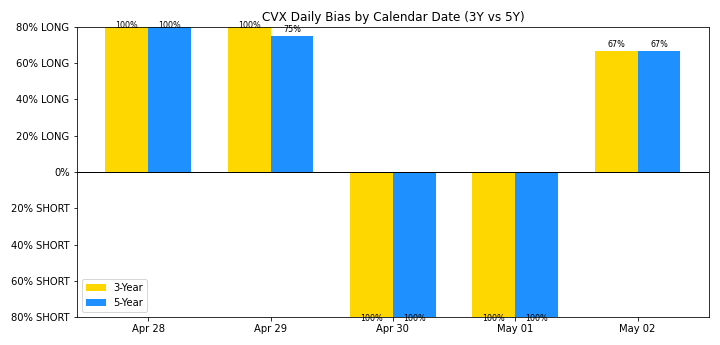 CVX Daily Bias by Calendar Date (3Y vs 5Y)
80% LONG
60% LONG
40% LONG
20% LONG
0%
20% SHORT
40% SHORT
60% SHORT
80% SHORT
100% 100% 100% 75% 67% 67%
100% 100% 100% 100%
3-Year
5-Year
Apr 28 Apr 29 Apr 30 May 01 May 02